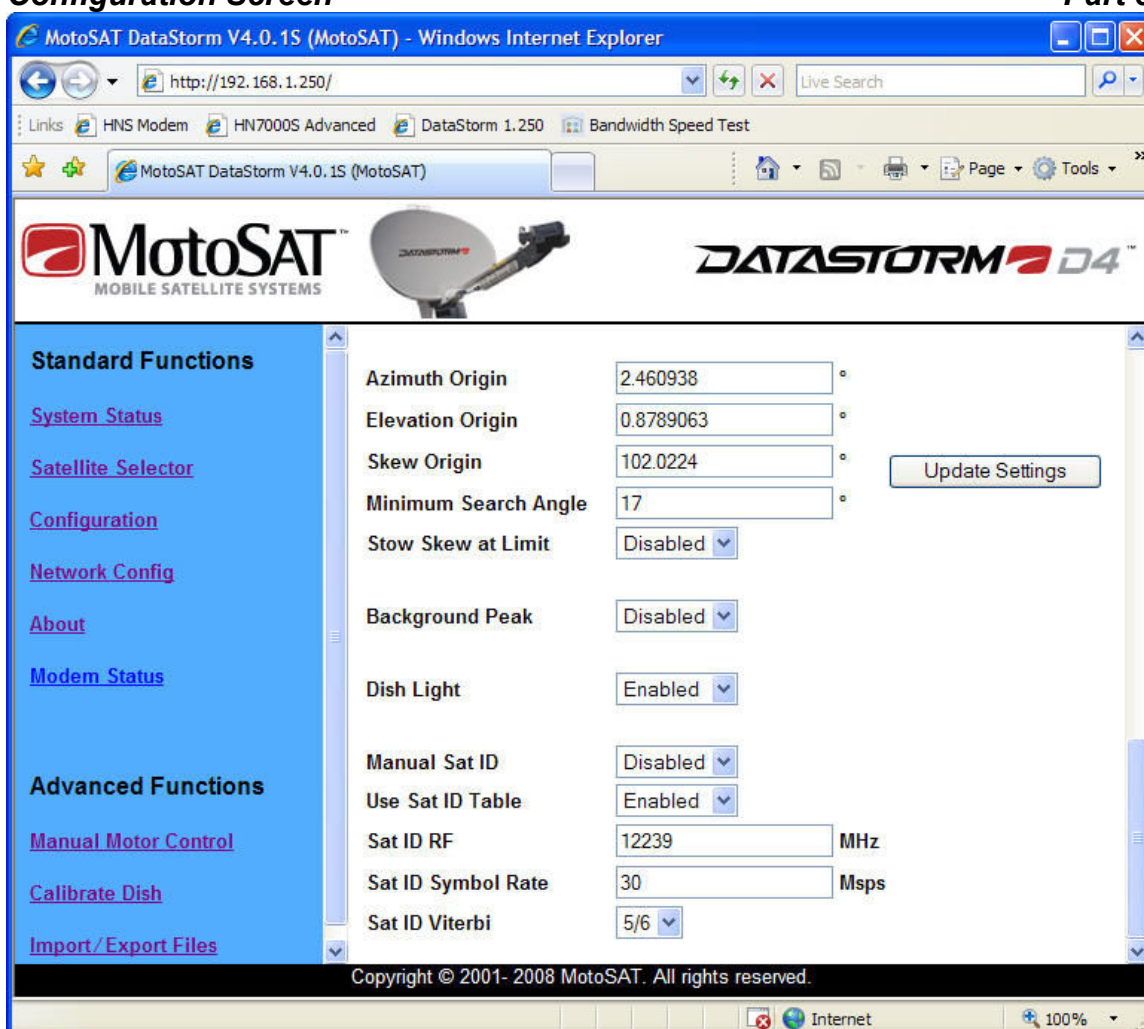 Configuration Screen
MotoSAT DataStorm V4.0.1S (MotoSAT) - Windows Internet Explorer
http://192.168.1.250/
Live Search
Links HNS Modem HN7000S Advanced DataStorm 1.250 Bandwidth Speed Test
MotoSAT DataStorm V4.0.1S (MotoSAT)
Page Tools
MotoSAT™
MOBILE SATELLITE SYSTEMS
DATASTORM
DATASTORM D4™
Standard Functions
System Status
Satellite Selector
Configuration
Network Config
About
Modem Status
Advanced Functions
Manual Motor Control
Calibrate Dish
Import/Export Files
Azimuth Origin 2.460938 °
Elevation Origin 0.8789063 °
Skew Origin 102.0224 °
Update Settings
Minimum Search Angle 17 °
Stow Skew at Limit Disabled
Background Peak Disabled
Dish Light Enabled
Manual Sat ID Disabled
Use Sat ID Table Enabled
Sat ID RF 12239 MHz
Sat ID Symbol Rate 30 Msps
Sat ID Viterbi 5/6
Copyright © 2001- 2008 MotoSAT. All rights reserved.
Internet 100%